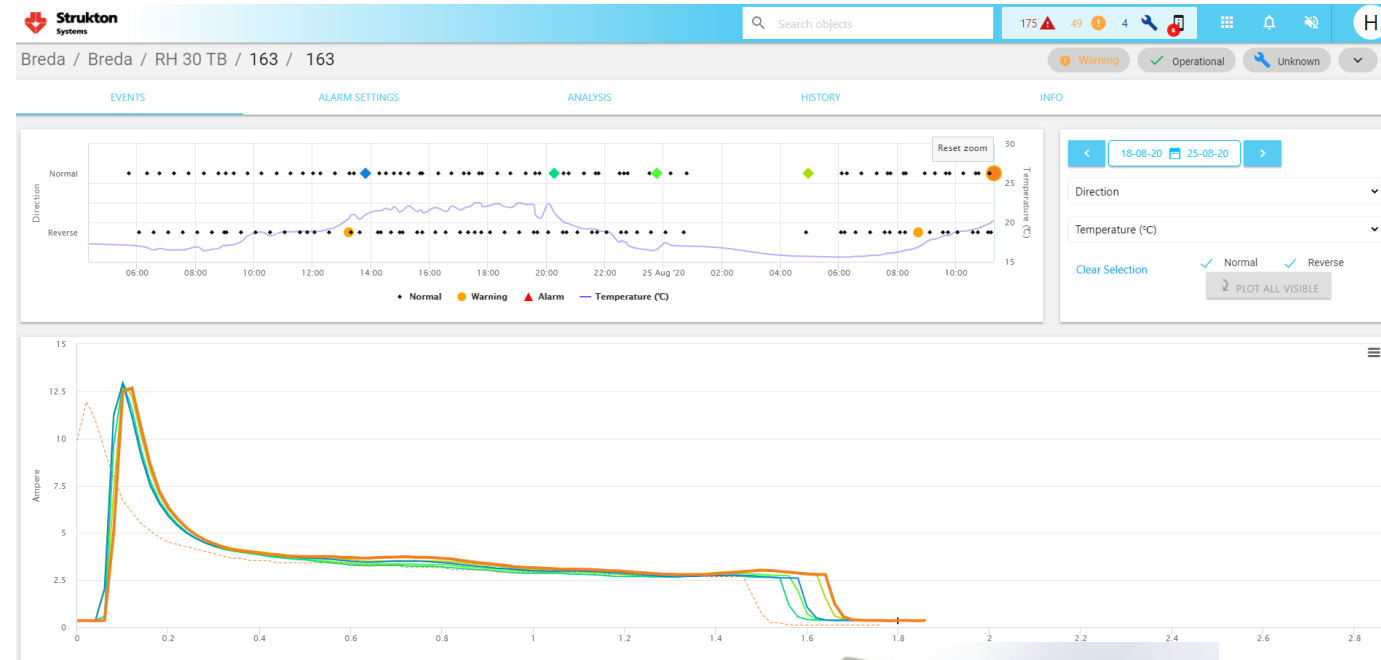 Strukton
Systems
Search objects
175 49 4 6 H
Breda / Breda / RH 30 TB / 163 / 163
Warning Operational Unknown
EVENTS ALARM SETTINGS ANALYSIS HISTORY INFO
Reset zoom
Normal
Reverse
Direction
30
25
20
15
Temperature (°C)
06:00 08:00 10:00 12:00 14:00 16:00 18:00 20:00 22:00 25 Aug '20 02:00 04:00 06:00 08:00 10:00
Normal Warning Alarm Temperature (°C)
18-08-20 25-08-20
Direction
Temperature (ºC)
Clear Selection
Normal Reverse
PLOT ALL VISIBLE
15
12.5
10
7.5
5
2.5
0
Ampere
0 0.2 0.4 0.6 0.8 1 1.2 1.4 1.6 1.8 2 2.2 2.4 2.6 2.8